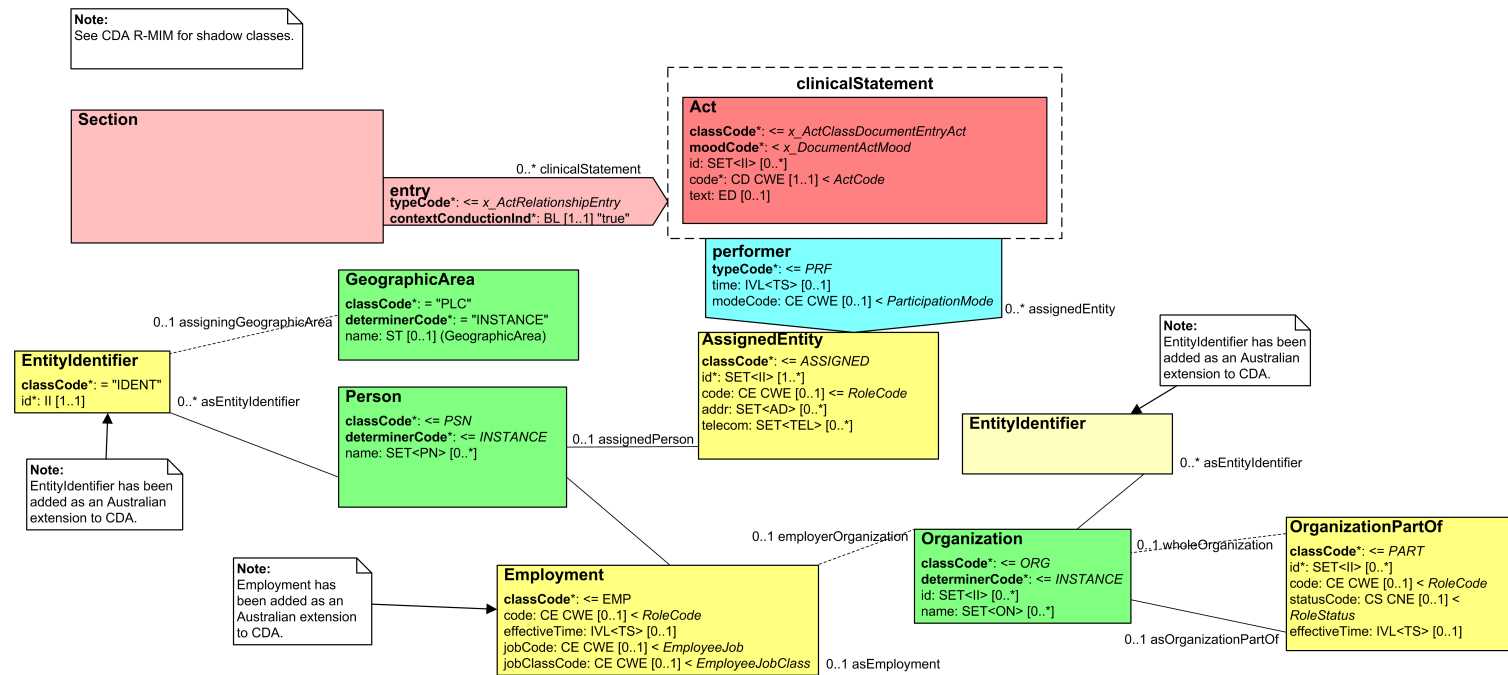 Note:
See CDA R-MIM for shadow classes.
clinicalStatement
Section
Act
classCode*: <= x_ActClassDocumentEntryAct
moodCode*: < x_DocumentActMood
id: SET<II> [0..*]
code*: CD CWE [1..1] < ActCode
text: ED [0..1]
0..* clinicalStatement
entry
typeCode*: <= x_ActRelationshipEntry
contextConductionInd*: BL [1..1] "true"
performer
typeCode*: <= PRF
time: IVL<TS> [0..1]
modeCode: CE CWE [0..1] < ParticipationMode
0..* assignedEntity
GeographicArea
classCode*: = "PLC"
determinerCode*: = "INSTANCE"
name: ST [0..1] (GeographicArea)
0..1 assigningGeographicArea
EntityIdentifier
classCode*: = "IDENT"
id*: II [1..1]
0..* asEntityIdentifier
Note:
EntityIdentifier has been
added as an Australian
extension to CDA.
Person
classCode*: <= PSN
determinerCode*: <= INSTANCE
name: SET<PN> [0..*]
0..1 assignedPerson
AssignedEntity
classCode*: <= ASSIGNED
id*: SET<II> [1..*]
code: CE CWE [0..1] <= RoleCode
addr: SET<AD> [0..*]
telecom: SET<TEL> [0..*]
Note:
EntityIdentifier has been
added as an Australian
extension to CDA.
EntityIdentifier
0..* asEntityIdentifier
Note:
Employment has
been added as an
Australian extension
to CDA.
Employment
classCode*: <= EMP
code: CE CWE [0..1] < RoleCode
effectiveTime: IVL<TS> [0..1]
jobCode: CE CWE [0..1] < EmployeeJob
jobClassCode: CE CWE [0..1] < EmployeeJobClass
0..1 asEmployment
0..1 employerOrganization
Organization
classCode*: <= ORG
determinerCode*: <= INSTANCE
id: SET<II> [0..*]
name: SET<ON> [0..*]
0..1 wholeOrganization
0..1 asOrganizationPartOf
OrganizationPartOf
classCode*: <= PART
id*: SET<II> [0..*]
code: CE CWE [0..1] < RoleCode
statusCode: CS CNE [0..1] <
RoleStatus
effectiveTime: IVL<TS> [0..1]